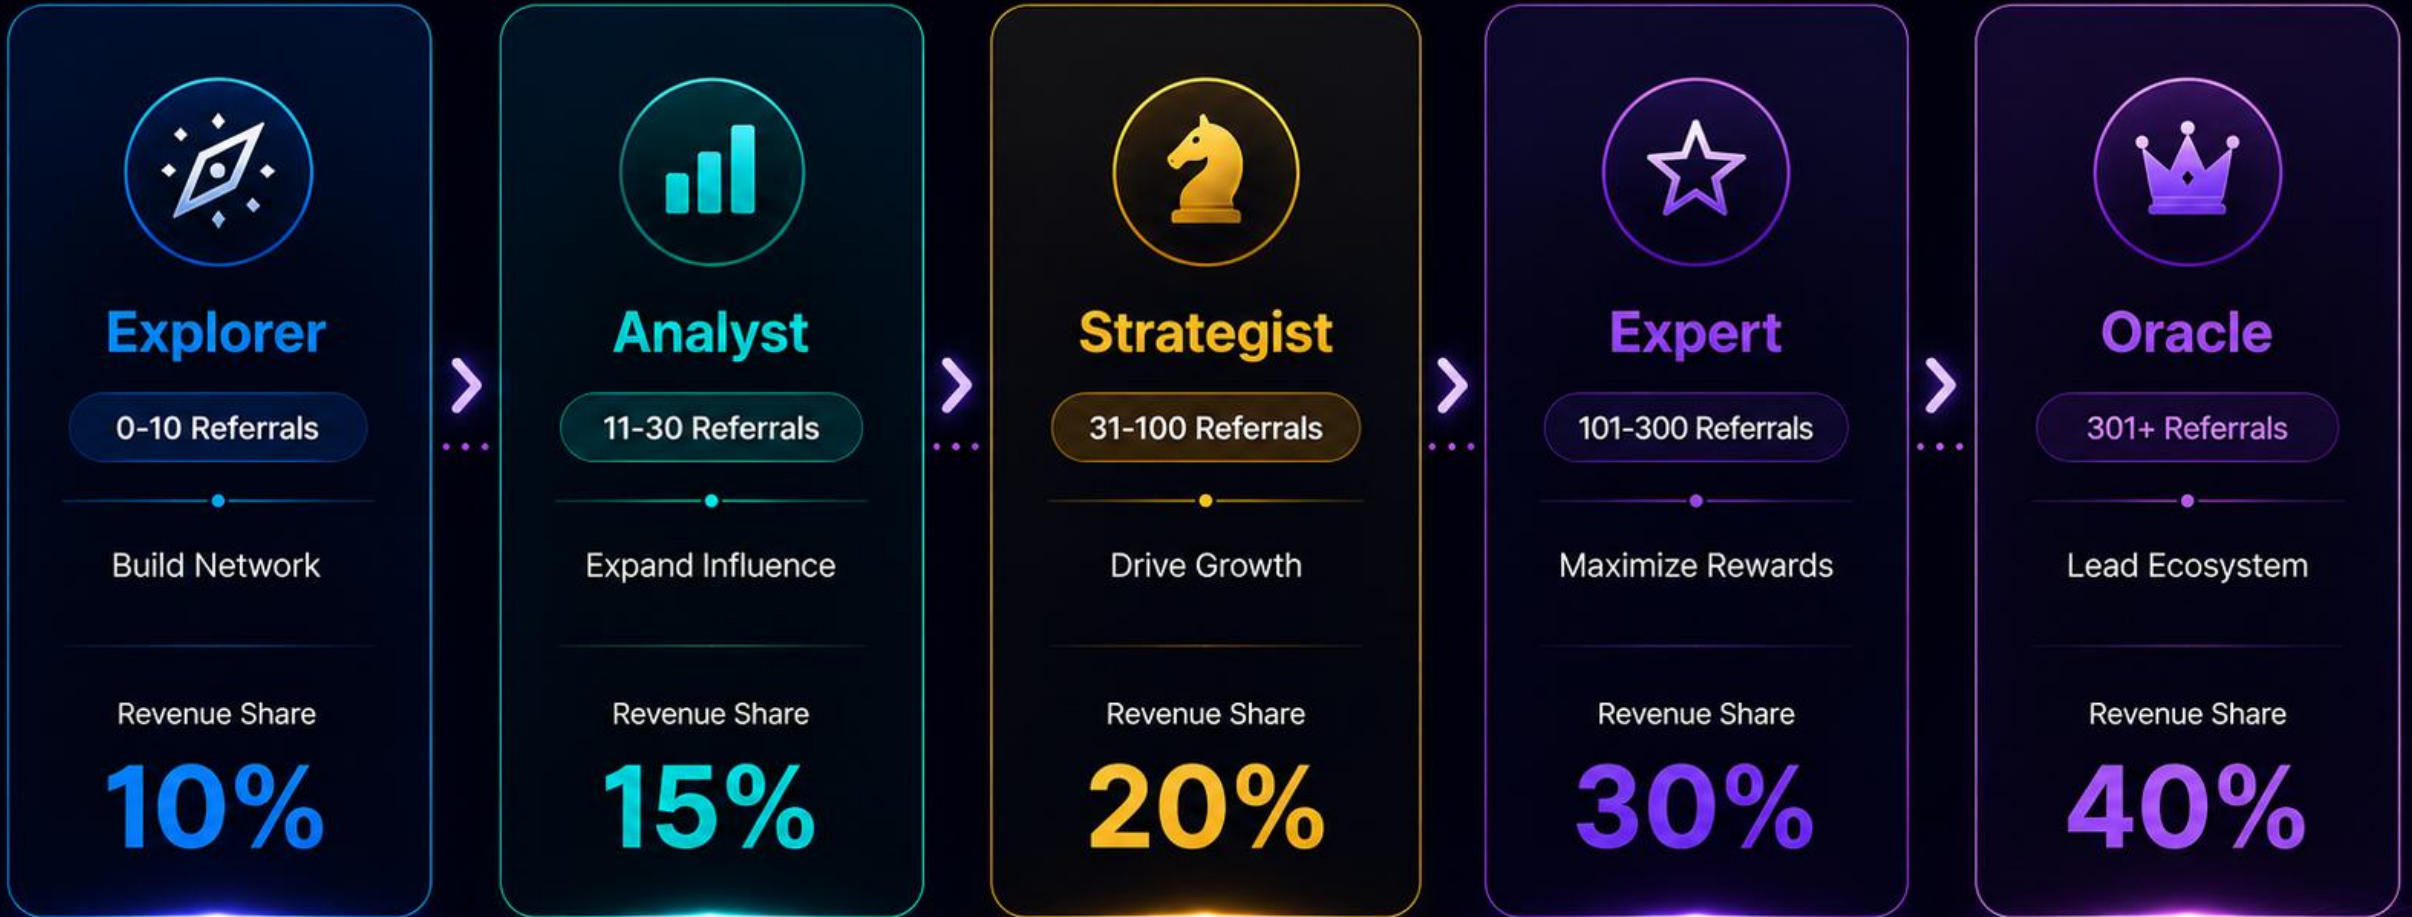 Explorer
0-10 Referrals
Build Network
Revenue Share
10%
Analyst
11-30 Referrals
Expand Influence
Revenue Share
15%
Strategist
31-100 Referrals
Drive Growth
Revenue Share
20%
Expert
101-300 Referrals
Maximize Rewards
Revenue Share
30%
Oracle
301+ Referrals
Lead Ecosystem
Revenue Share
40%